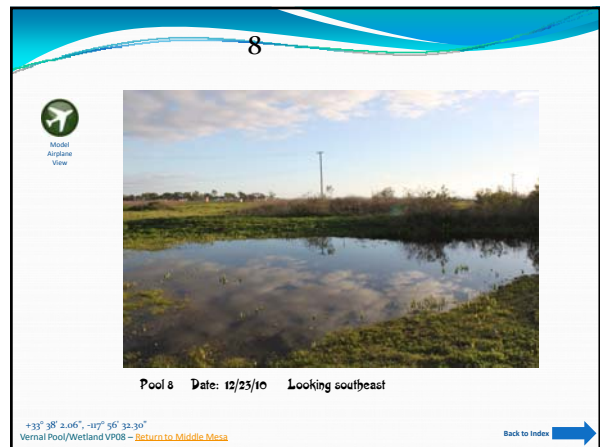 8
Model
Airplane
View
Pool 8 Date: 12/23/10 Looking southeast
+33° 38' 2.06", -117° 56' 32.30"
Vernal Pool/Wetland VP08 – Return to Middle Mesa
Back to Index